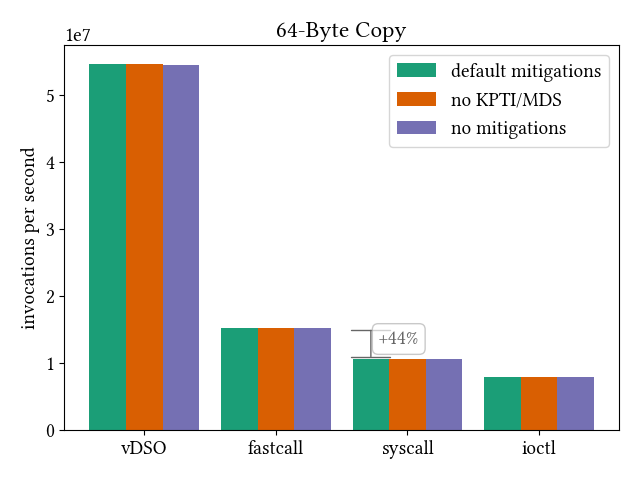 64-Byte Copy
1e7
default mitigations
no KPTI/MDS
no mitigations
invocations per second
5
4
3
2
1
0
+44%
vDSO
fastcall
syscall
ioctl